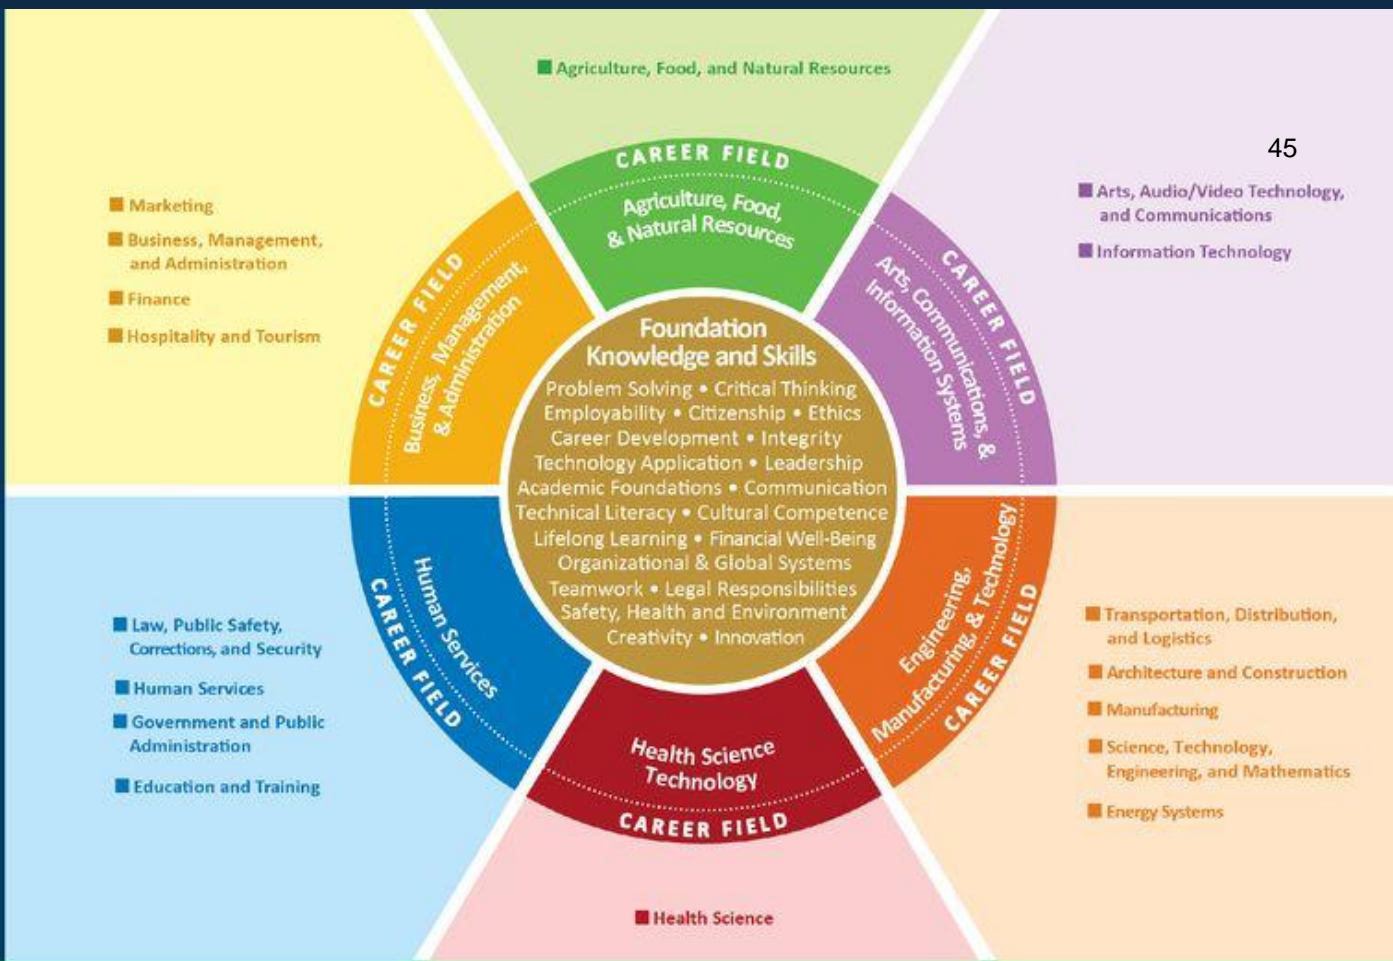 Agriculture, Food, and Natural Resources
CAREER FIELD
Agriculture, Food,
& Natural Resources
45
Arts, Audio/Video Technology,
and Communications
Information Technology
CAREER FIELD
Arts, Communications, &
Information Systems
Marketing
Business, Management,
and Administration
Finance
Hospitality and Tourism
CAREER FIELD
Business, Management,
& Administration
Foundation
Knowledge and Skills
Problem Solving • Critical Thinking
Employability • Citizenship • Ethics
Career Development • Integrity
Technology Application • Leadership
Academic Foundations • Communication
Technical Literacy • Cultural Competence
Lifelong Learning • Financial Well-Being
Organizational & Global Systems
Teamwork • Legal Responsibilities
Safety, Health and Environment
Creativity • Innovation
Law, Public Safety,
Corrections, and Security
Human Services
Government and Public
Administration
Education and Training
CAREER FIELD
Human Services
Engineering,
Manufacturing, & Technology
CAREER FIELD
Transportation, Distribution,
and Logistics
Architecture and Construction
Manufacturing
Science, Technology,
Engineering, and Mathematics
Energy Systems
Health Science
Technology
CAREER FIELD
Health Science